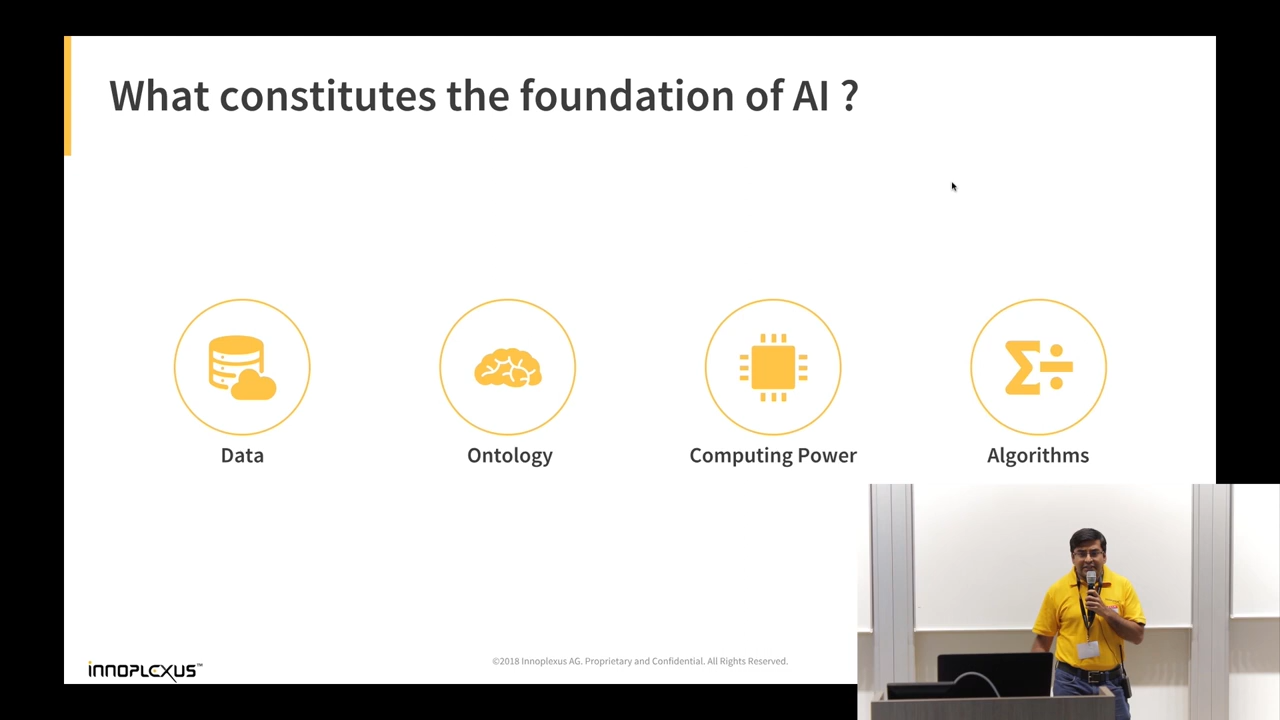 What constitutes the foundation of AI ?
Data
Ontology
Computing Power
Algorithms
INNOPLEXUS™
©2018 Innoplexus AG. Proprietary and Confidential. All Rights Reserved.